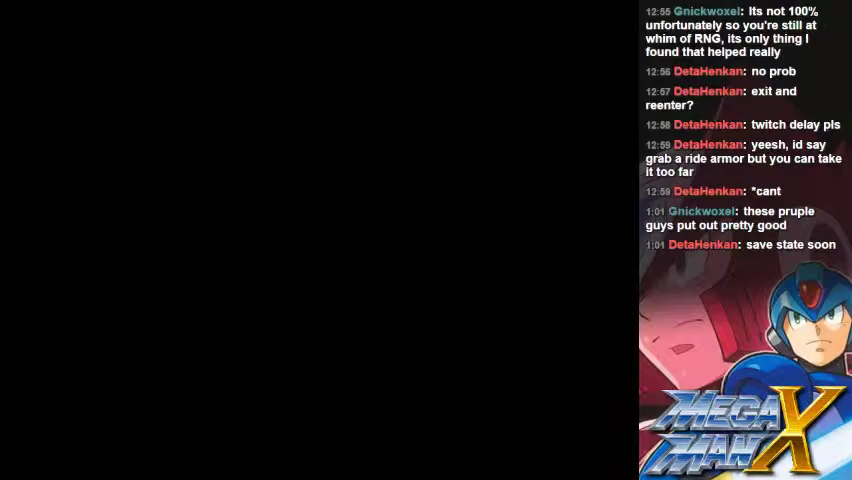 12:55 Gnickwoxel: Its not 100%
unfortunately so you're still at
whim of RNG, its only thing I
found that helped really
12:56 DetaHenkan: no prob
12:57 DetaHenkan: exit and
reenter?
12:58 DetaHenkan: twitch delay pls
12:59 DetaHenkan: yeesh, id say
grab a ride armor but you can take
it too far
12:59 DetaHenkan: *cant
1:01 Gnickwoxel: these pruple
guys put out pretty good
1:01 DetaHenkan: save state soon
MEGA
MAN X